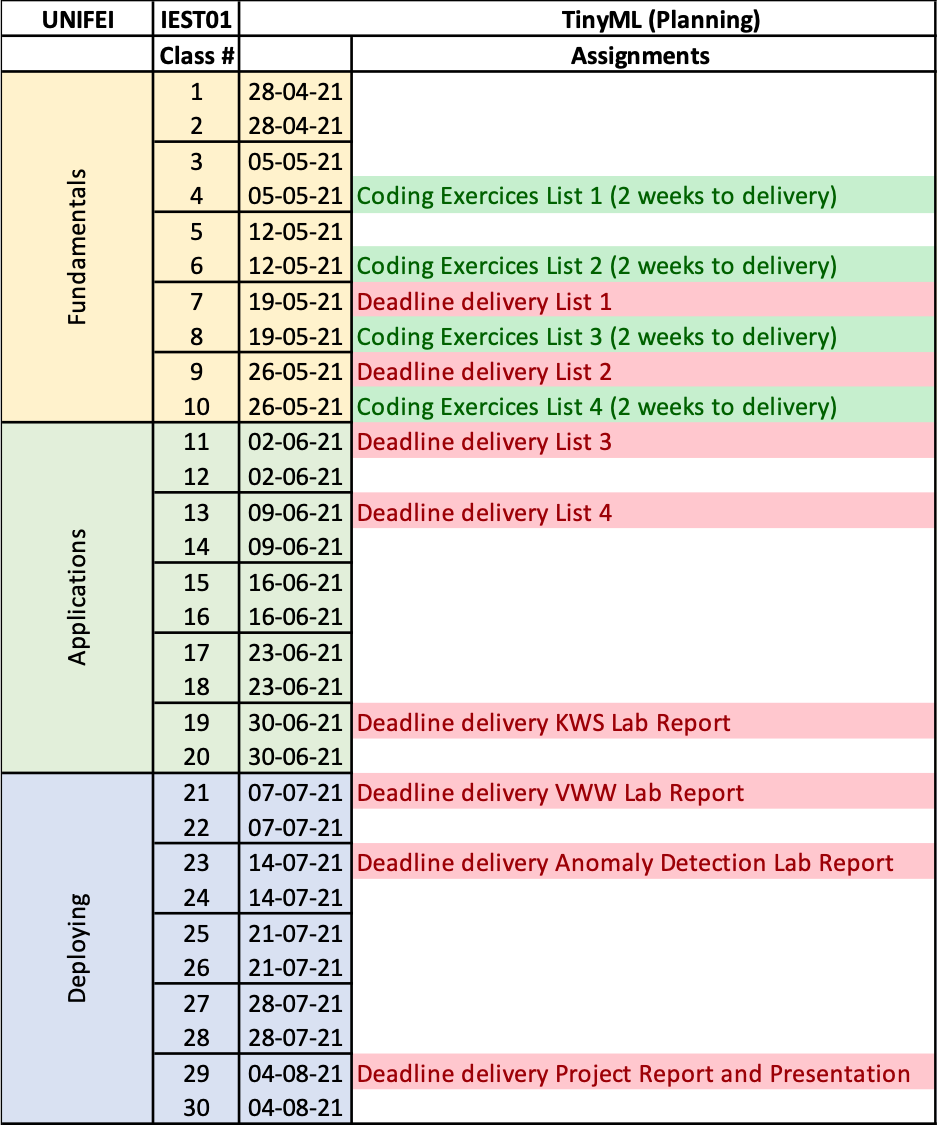 UNIFEI IEST01 TinyML (Planning)
Class # Assignments
Fundamentals
1 28-04-21
2 28-04-21
3 05-05-21
4 05-05-21 Coding Exercices List 1 (2 weeks to delivery)
5 12-05-21
6 12-05-21 Coding Exercices List 2 (2 weeks to delivery)
7 19-05-21 Deadline delivery List 1
8 19-05-21 Coding Exercices List 3 (2 weeks to delivery)
9 26-05-21 Deadline delivery List 2
10 26-05-21 Coding Exercices List 4 (2 weeks to delivery)
Applications
11 02-06-21 Deadline delivery List 3
12 02-06-21
13 09-06-21 Deadline delivery List 4
14 09-06-21
15 16-06-21
16 16-06-21
17 23-06-21
18 23-06-21
19 30-06-21 Deadline delivery KWS Lab Report
20 30-06-21
Deploying
21 07-07-21 Deadline delivery VWW Lab Report
22 07-07-21
23 14-07-21 Deadline delivery Anomaly Detection Lab Report
24 14-07-21
25 21-07-21
26 21-07-21
27 28-07-21
28 28-07-21
29 04-08-21 Deadline delivery Project Report and Presentation
30 04-08-21